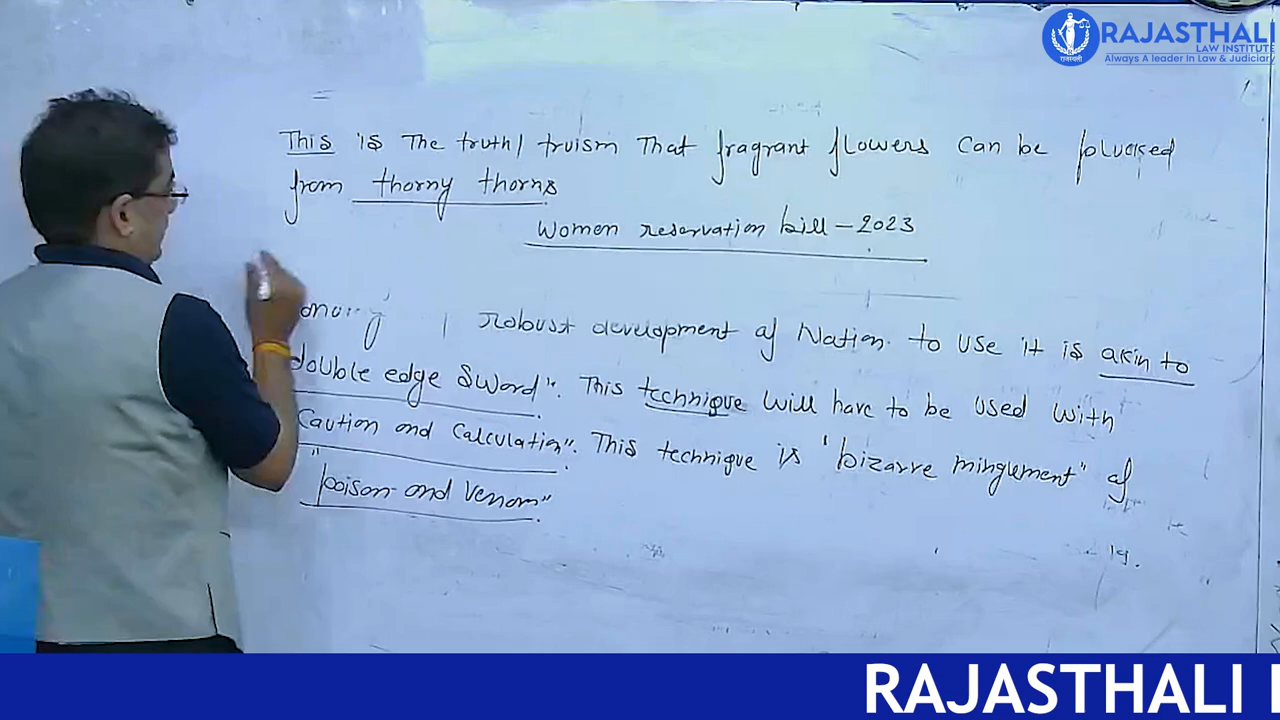 RAJASTHALI
LAW INSTITUTE
Always A leader In Law & Judiciary
राजस्थली
This is The truth/ truism That fragrant flowers can be plucked
from thorny thorns
Women reservation bill – 2023
robust development of Nation. to use it is akin to
double edge Sword". This technique will have to be used with
Caution and Calculation". This technique is "bizarre minglement" of
"poison and Venom"
19.
RAJASTHALI